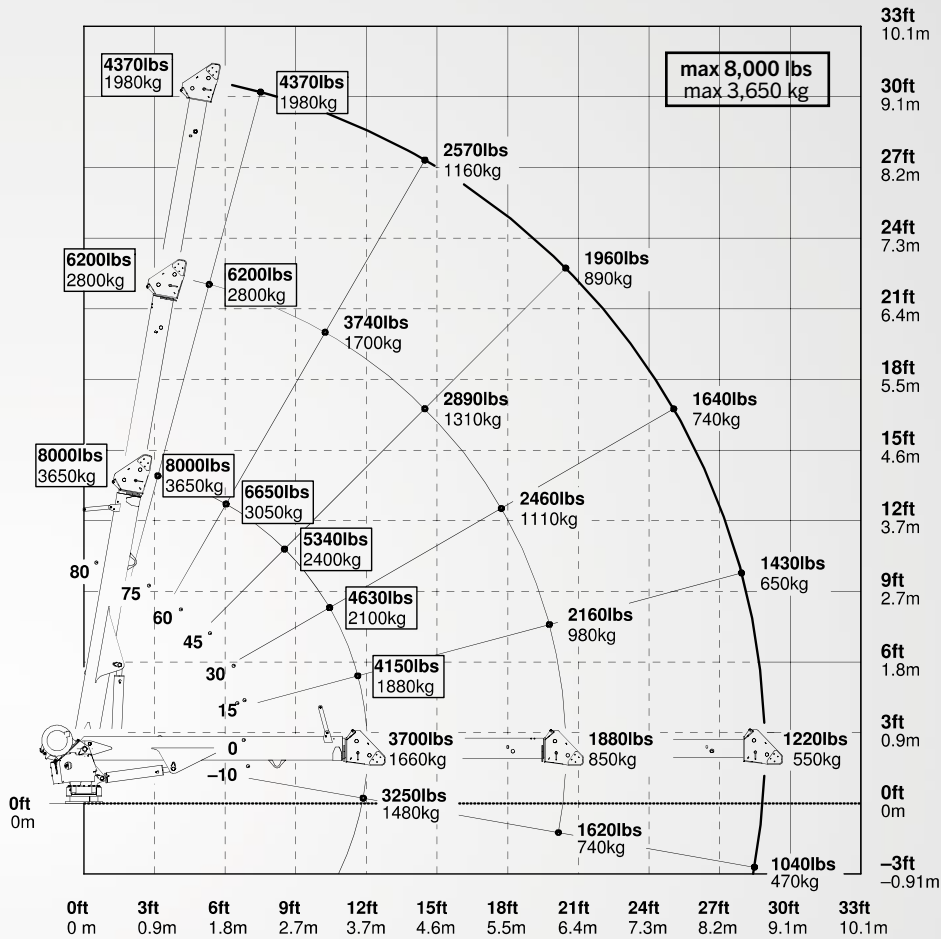 33ft
10.1m
max 8,000 lbs
max 3,650 kg
4370lbs
1980kg
4370lbs
1980kg
30ft
9.1m
2570lbs
1160kg
27ft
8.2m
24ft
7.3m
6200lbs
2800kg
6200lbs
2800kg
1960lbs
890kg
21ft
6.4m
3740lbs
1700kg
18ft
5.5m
2890lbs
1310kg
1640lbs
740kg
15ft
4.6m
8000lbs
3650kg
8000lbs
3650kg
6650lbs
3050kg
2460lbs
1110kg
12ft
3.7m
5340lbs
2400kg
80°
75°
60°
45°
30°
15°
0°
–10°
1430lbs
650kg
9ft
2.7m
4630lbs
2100kg
2160lbs
980kg
4150lbs
1880kg
6ft
1.8m
3700lbs
1660kg
1880lbs
850kg
1220lbs
550kg
3ft
0.9m
0ft
0m
3250lbs
1480kg
0ft
0m
1620lbs
740kg
1040lbs
470kg
–3ft
–0.91m
0ft 3ft 6ft 9ft 12ft 15ft 18ft 21ft 24ft 27ft 30ft 33ft
0 m 0.9m 1.8m 2.7m 3.7m 4.6m 5.5m 6.4m 7.3m 8.2m 9.1m 10.1m